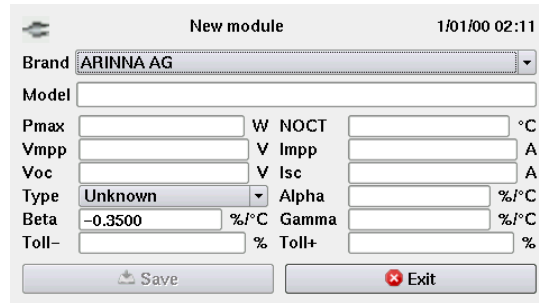 New module 1/01/00 02:11
Brand ARINNA AG
Model
Pmax W NOCT °C
Vmpp V Impp A
Voc V Isc A
Type Unknown Alpha %/°C
Beta -0.3500 %/°C Gamma %/°C
Toll- % Toll+ %
Save Exit